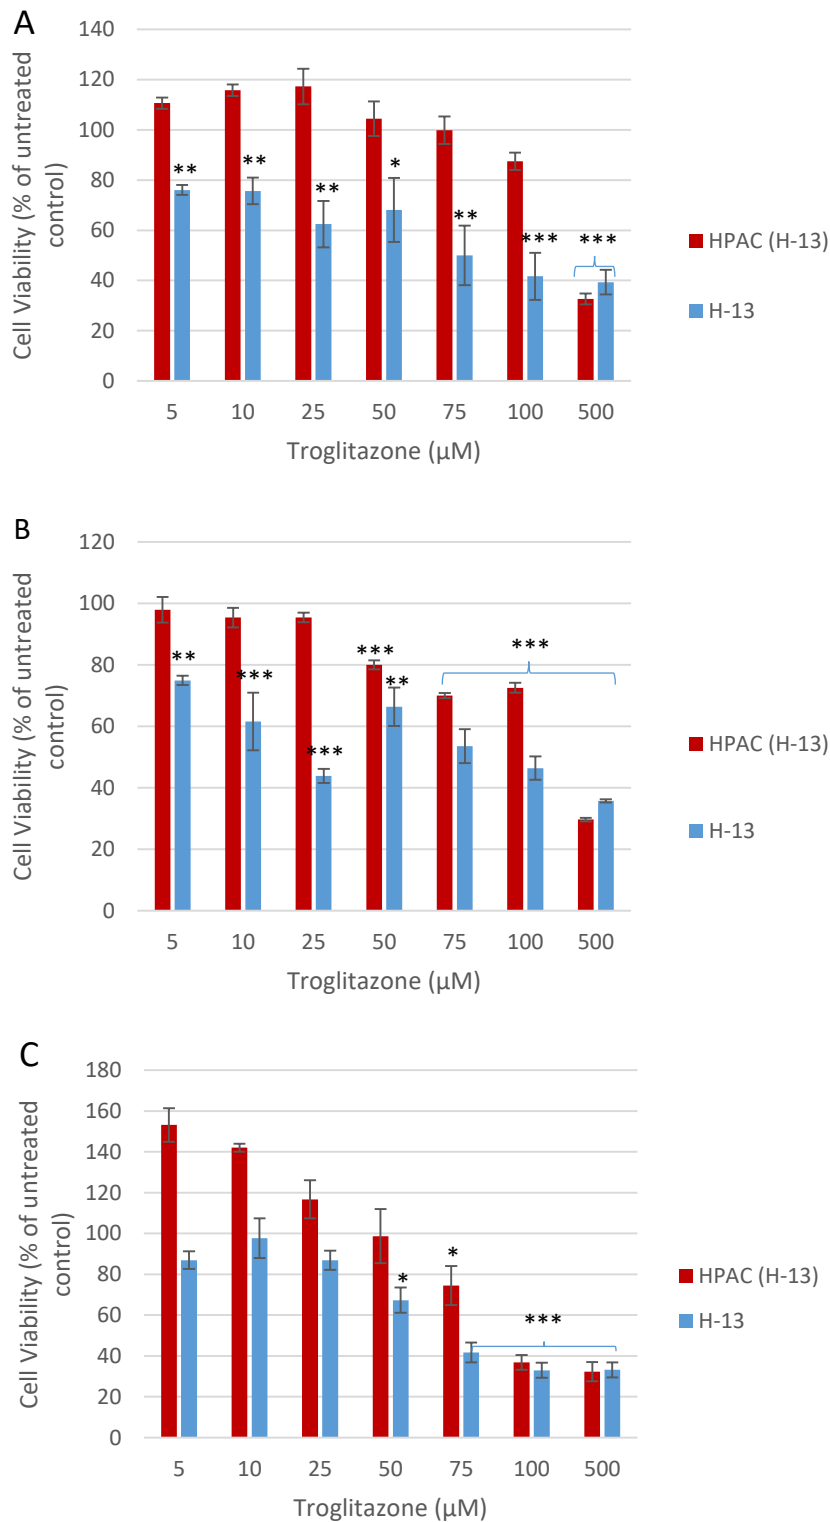 A
140
120
100
80
60
40
20
0
Cell Viability (% of untreated
control)
** ** ** * ** *** ***
5 10 25 50 75 100 500
Troglitazone (µM)
HPAC (H-13)
H-13
B
120
100
80
60
40
20
0
Cell Viability (% of untreated
control)
** *** *** *** ** ***
5 10 25 50 75 100 500
Troglitazone (µM)
HPAC (H-13)
H-13
C
180
160
140
120
100
80
60
40
20
0
Cell Viability (% of untreated
control)
* * ***
5 10 25 50 75 100 500
Troglitazone (µM)
HPAC (H-13)
H-13